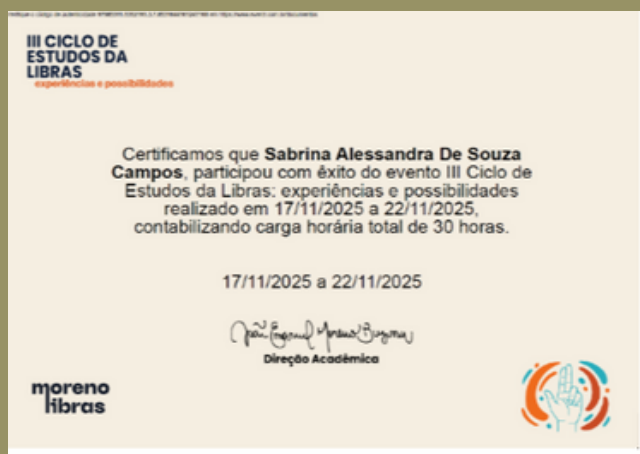 III CICLO DE
ESTUDOS DA
LIBRAS
experiências e possibilidades
Certificamos que Sabrina Alessandra De Souza
Campos, participou com êxito do evento III Ciclo de
Estudos da Libras: experiências e possibilidades
realizado em 17/11/2025 a 22/11/2025,
contabilizando carga horária total de 30 horas.
17/11/2025 a 22/11/2025
Direção Acadêmica
moreno
libras